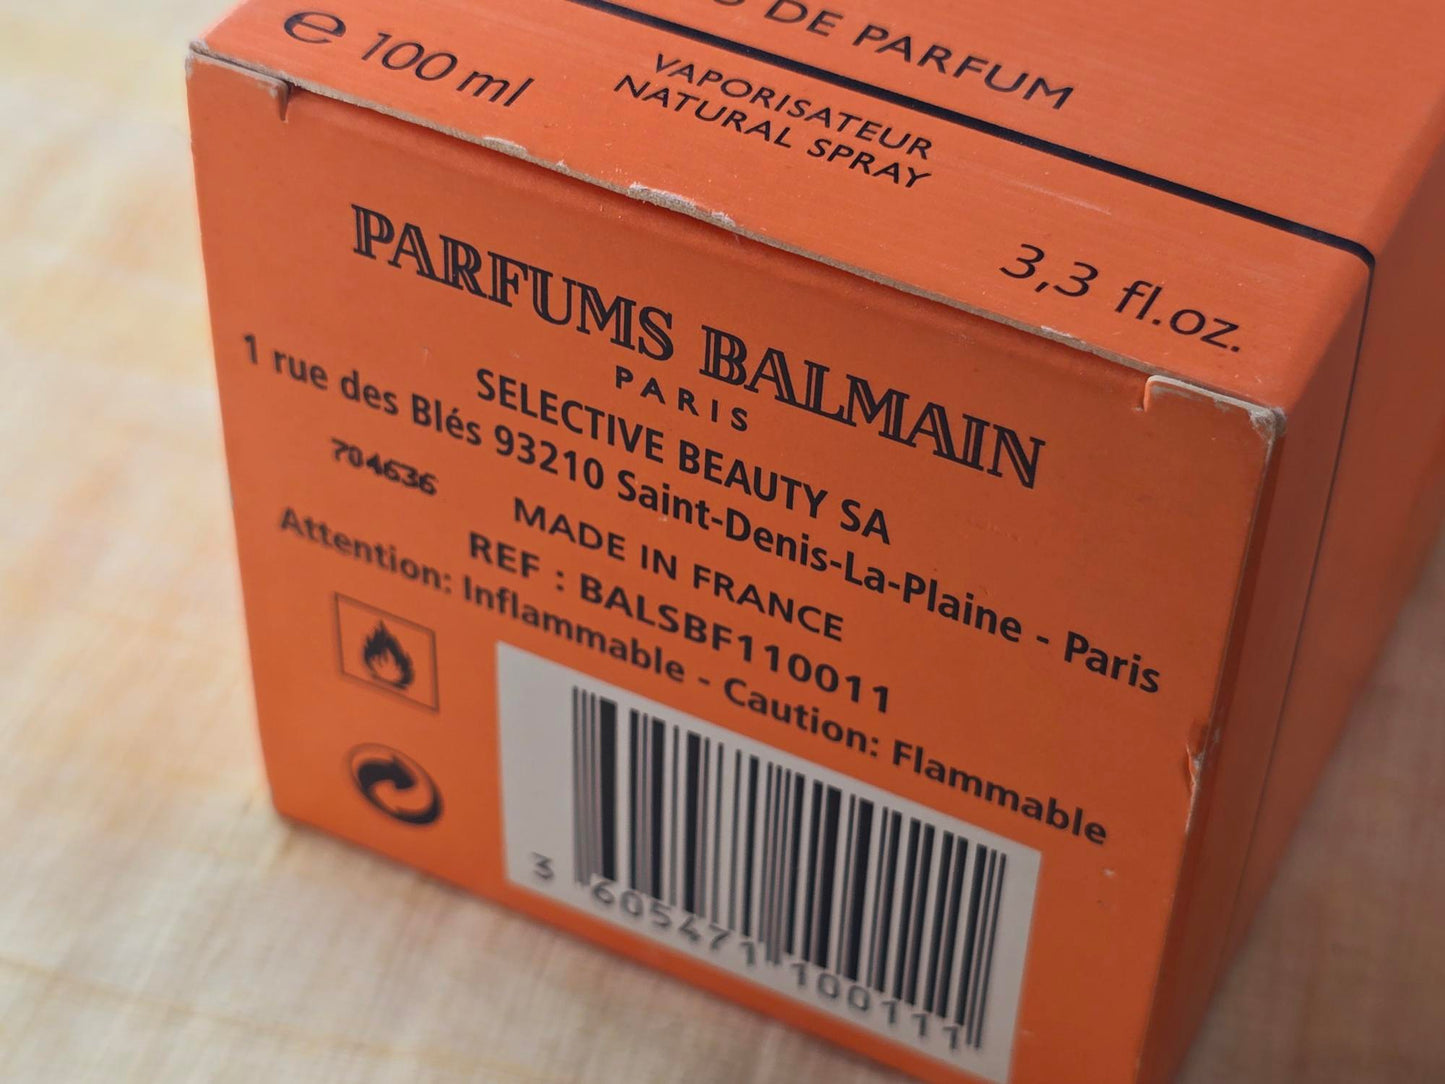 DE PARFUM
℮ 100 ml
VAPORISATEUR
NATURAL SPRAY
3,3 fl.oz.
PARFUMS BALMAIN
PARIS
SELECTIVE BEAUTY SA
1 rue des Blés 93210 Saint-Denis-La-Plaine - Paris
704636
MADE IN FRANCE
REF : BALSBF110011
Attention: Inflammable - Caution: Flammable
3 605471 100111